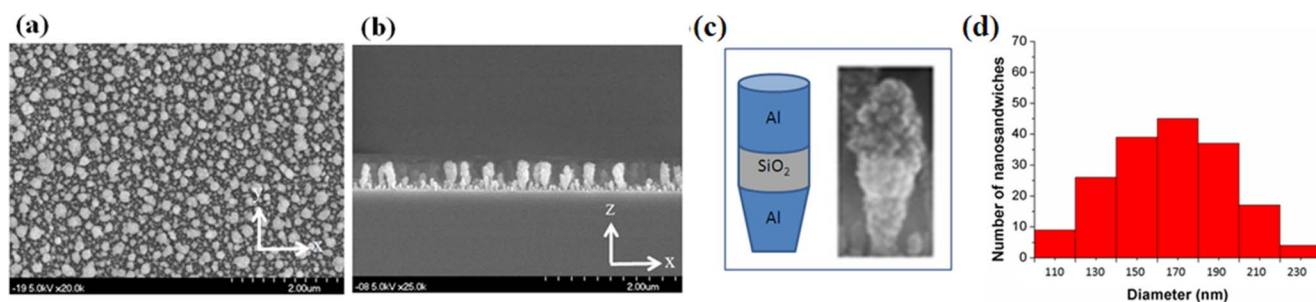 (a)
Y
X
-19 5.0kV x20.0k
2.00um
(b)
Z
X
-08 5.0kV x25.0k
2.00um
(c)
Al
SiO₂
Al
(d)
Number of nanosandwiches
70
60
50
40
30
20
10
0
110 130 150 170 190 210 230
Diameter (nm)